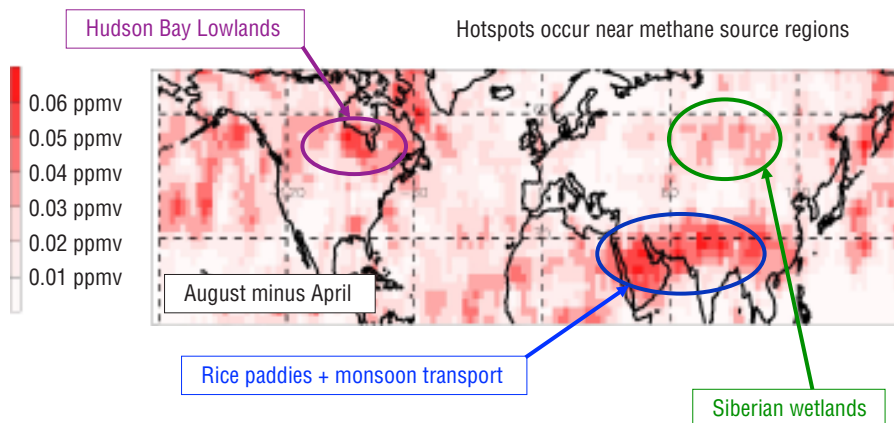 Hudson Bay Lowlands
Hotspots occur near methane source regions
0.06 ppmv
0.05 ppmv
0.04 ppmv
0.03 ppmv
0.02 ppmv
0.01 ppmv
August minus April
Rice paddies + monsoon transport
Siberian wetlands